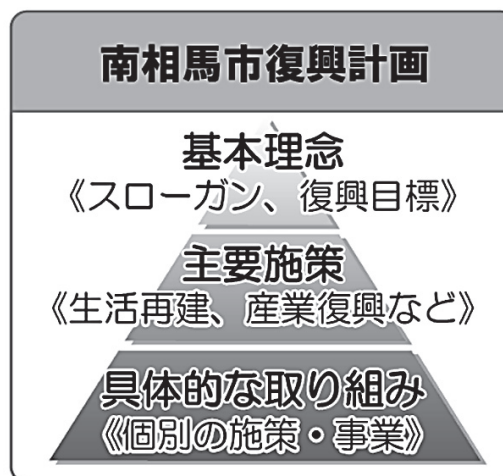 南相馬市復興計画
基本理念
《スローガン、復興目標》
主要施策
《生活再建、産業復興など》
具体的な取り組み
《個別の施策・事業》